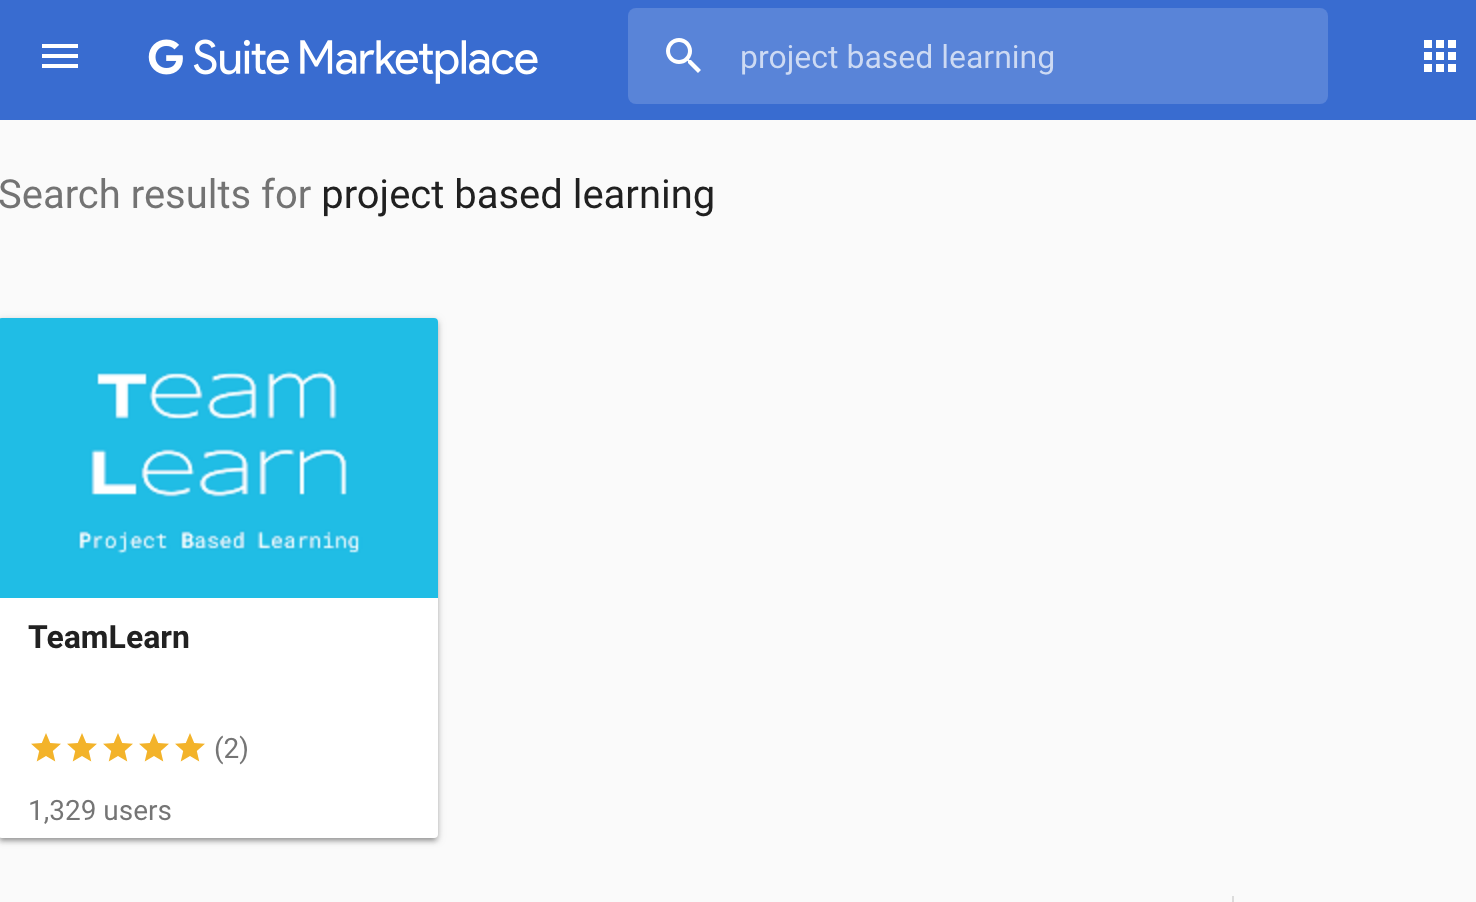 G Suite Marketplace
project based learning
Search results for project based learning
Team
Learn
Project Based Learning
TeamLearn
(2)
1,329 users